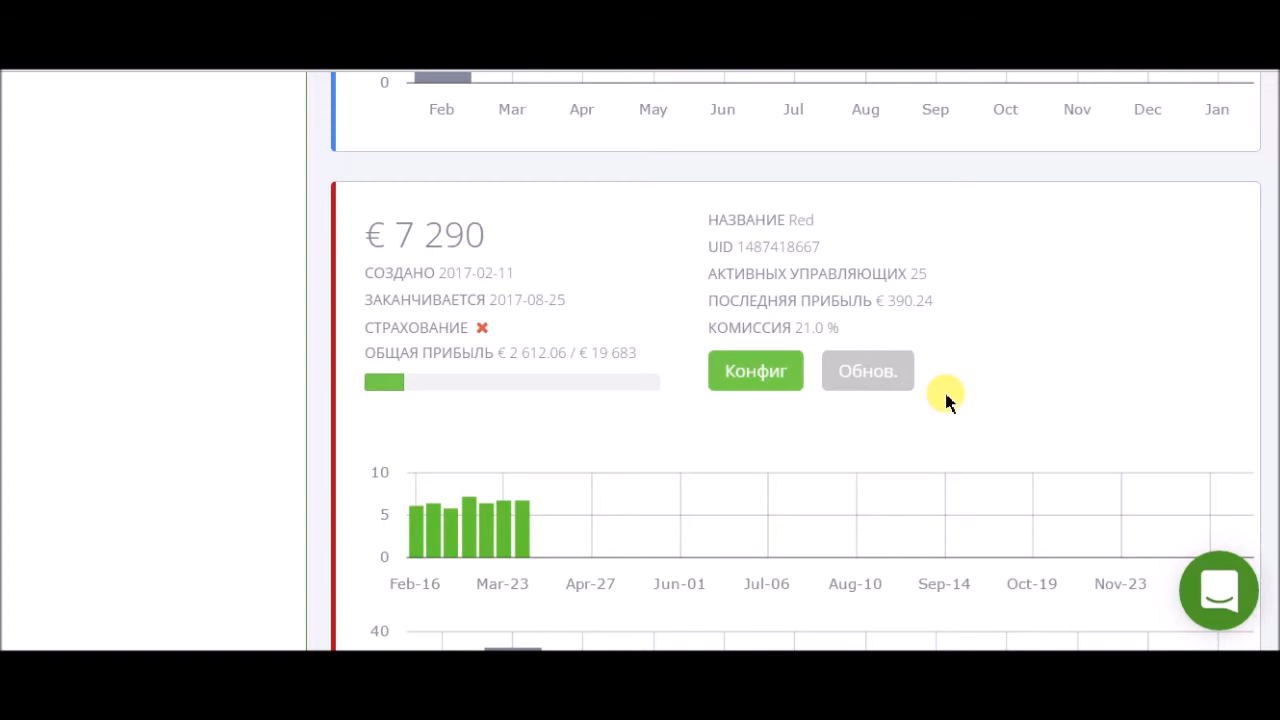 0
Feb Mar Apr May Jun Jul Aug Sep Oct Nov Dec Jan
€ 7 290
СОЗДАНО 2017-02-11
ЗАКАНЧИВАЕТСЯ 2017-08-25
СТРАХОВАНИЕ
ОБЩАЯ ПРИБЫЛЬ € 2 612.06 / € 19 683
НАЗВАНИЕ Red
UID 1487418667
АКТИВНЫХ УПРАВЛЯЮЩИХ 25
ПОСЛЕДНЯЯ ПРИБЫЛЬ € 390.24
КОМИССИЯ 21.0 %
Конфиг Обнов.
10
5
0
Feb-16 Mar-23 Apr-27 Jun-01 Jul-06 Aug-10 Sep-14 Oct-19 Nov-23
40